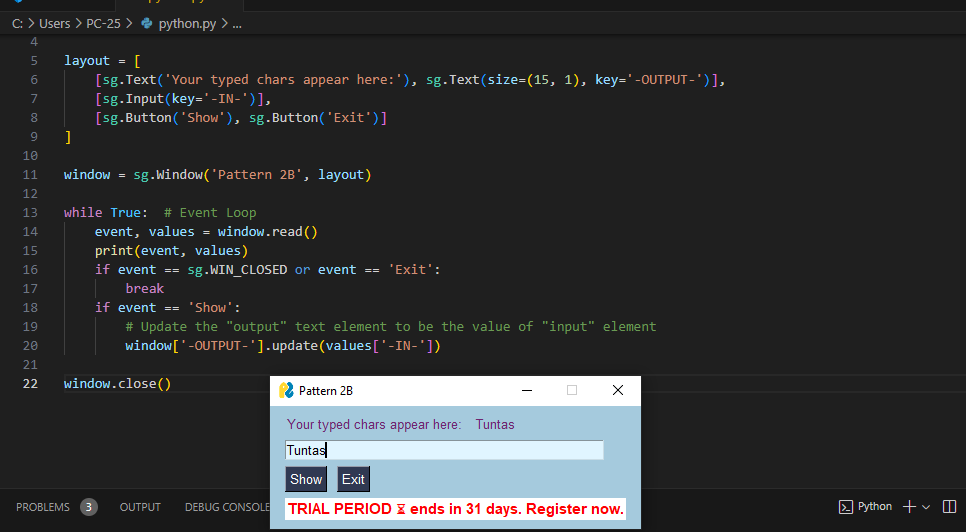 C: > Users > PC-25 > python.py > ...
4
5 layout = [
6     [sg.Text('Your typed chars appear here:'), sg.Text(size=(15, 1), key='-OUTPUT-')],
7     [sg.Input(key='-IN-')],
8     [sg.Button('Show'), sg.Button('Exit')]
9 ]
10
11 window = sg.Window('Pattern 2B', layout)
12
13 while True:  # Event Loop
14     event, values = window.read()
15     print(event, values)
16     if event == sg.WIN_CLOSED or event == 'Exit':
17         break
18     if event == 'Show':
19         # Update the "output" text element to be the value of "input" element
20         window['-OUTPUT-'].update(values['-IN-'])
21
22 window.close()
Pattern 2B
Your typed chars appear here: Tuntas
Tuntas
Show Exit
TRIAL PERIOD ⏳ ends in 31 days. Register now.
PROBLEMS 3 OUTPUT DEBUG CONSOLE Python